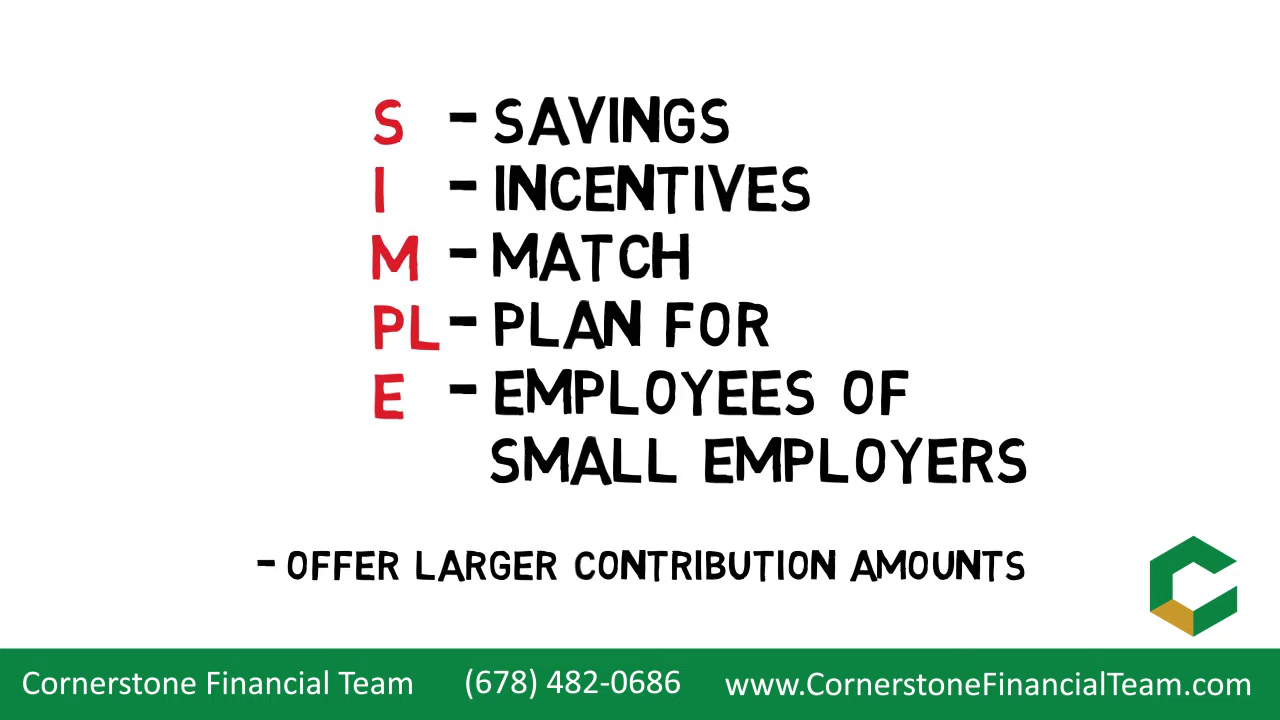 S - SAVINGS
I - INCENTIVES
M - MATCH
PL - PLAN FOR
E - EMPLOYEES OF
SMALL EMPLOYERS
- OFFER LARGER CONTRIBUTION AMOUNTS
Cornerstone Financial Team (678) 482-0686 www.CornerstoneFinancialTeam.com